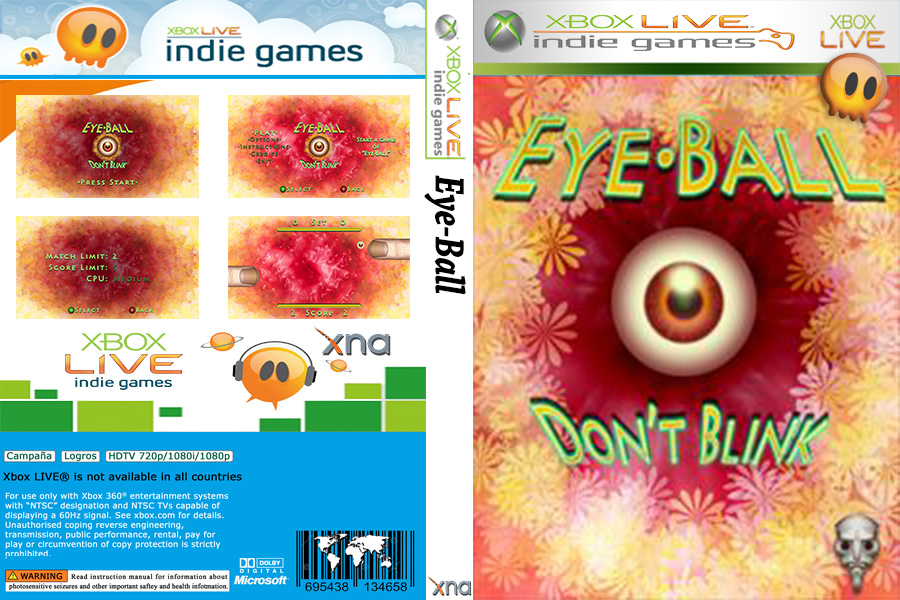 XBOX LIVE
indie games
EYE·BALL
DON'T BLINK
·PRESS START·
·PLAY·
·OPTIONS·
·INSTRUCTIONS·
·CREDITS·
·EXIT·
EYE·BALL
DON'T BLINK
START A GAME
OF
"EYE-BALL"
SELECT
BACK
MATCH LIMIT: 2
SCORE LIMIT:
CPU: MEDIUM
SELECT
BACK
0 SET 0
2 SCORE 2
XBOX
LIVE
indie games
xna
Campaña
Logros
HDTV 720p/1080i/1080p
Xbox LIVE® is not available in all countries
For use only with Xbox 360® entertainment systems
with "NTSC" designation and NTSC TVs capable of
displaying a 60Hz signal. See xbox.com for details.
Unauthorised coping reverse engineering,
transmission, public performance, rental, pay for
play or circumvention of copy protection is strictly
prohibited.
WARNING Read instruction manual for information about
photosensitive seizures and other important saftey and health infotmation.
DOLBY
DIGITAL
Microsoft
695438 134658
XBOX LIVE
indie games
Eye-Ball
xna
XBOX LIVE
indie games
XBOX
LIVE
EYE·BALL
DON'T BLINK